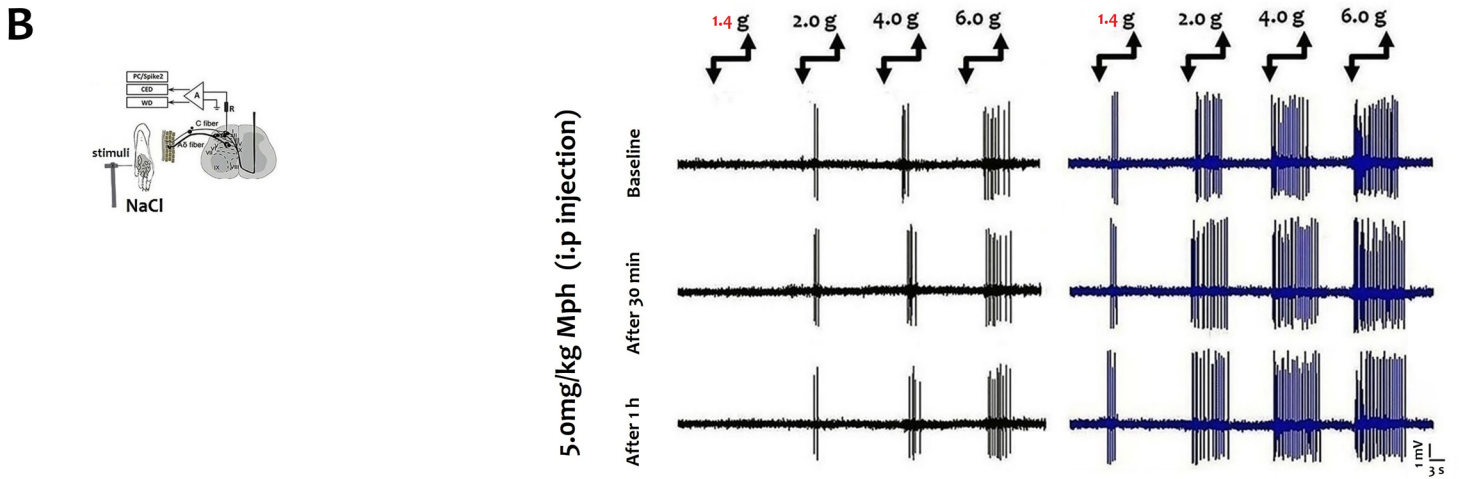 B
PC/Spike2
CED
WD
A
R
C fiber
Aδ fiber
stimuli
NaCl
5.0mg/kg Mph (i.p injection)
1.4 g 2.0 g 4.0 g 6.0 g 1.4 g 2.0 g 4.0 g 6.0 g
Baseline
After 30 min
After 1 h
1 mV
3 s